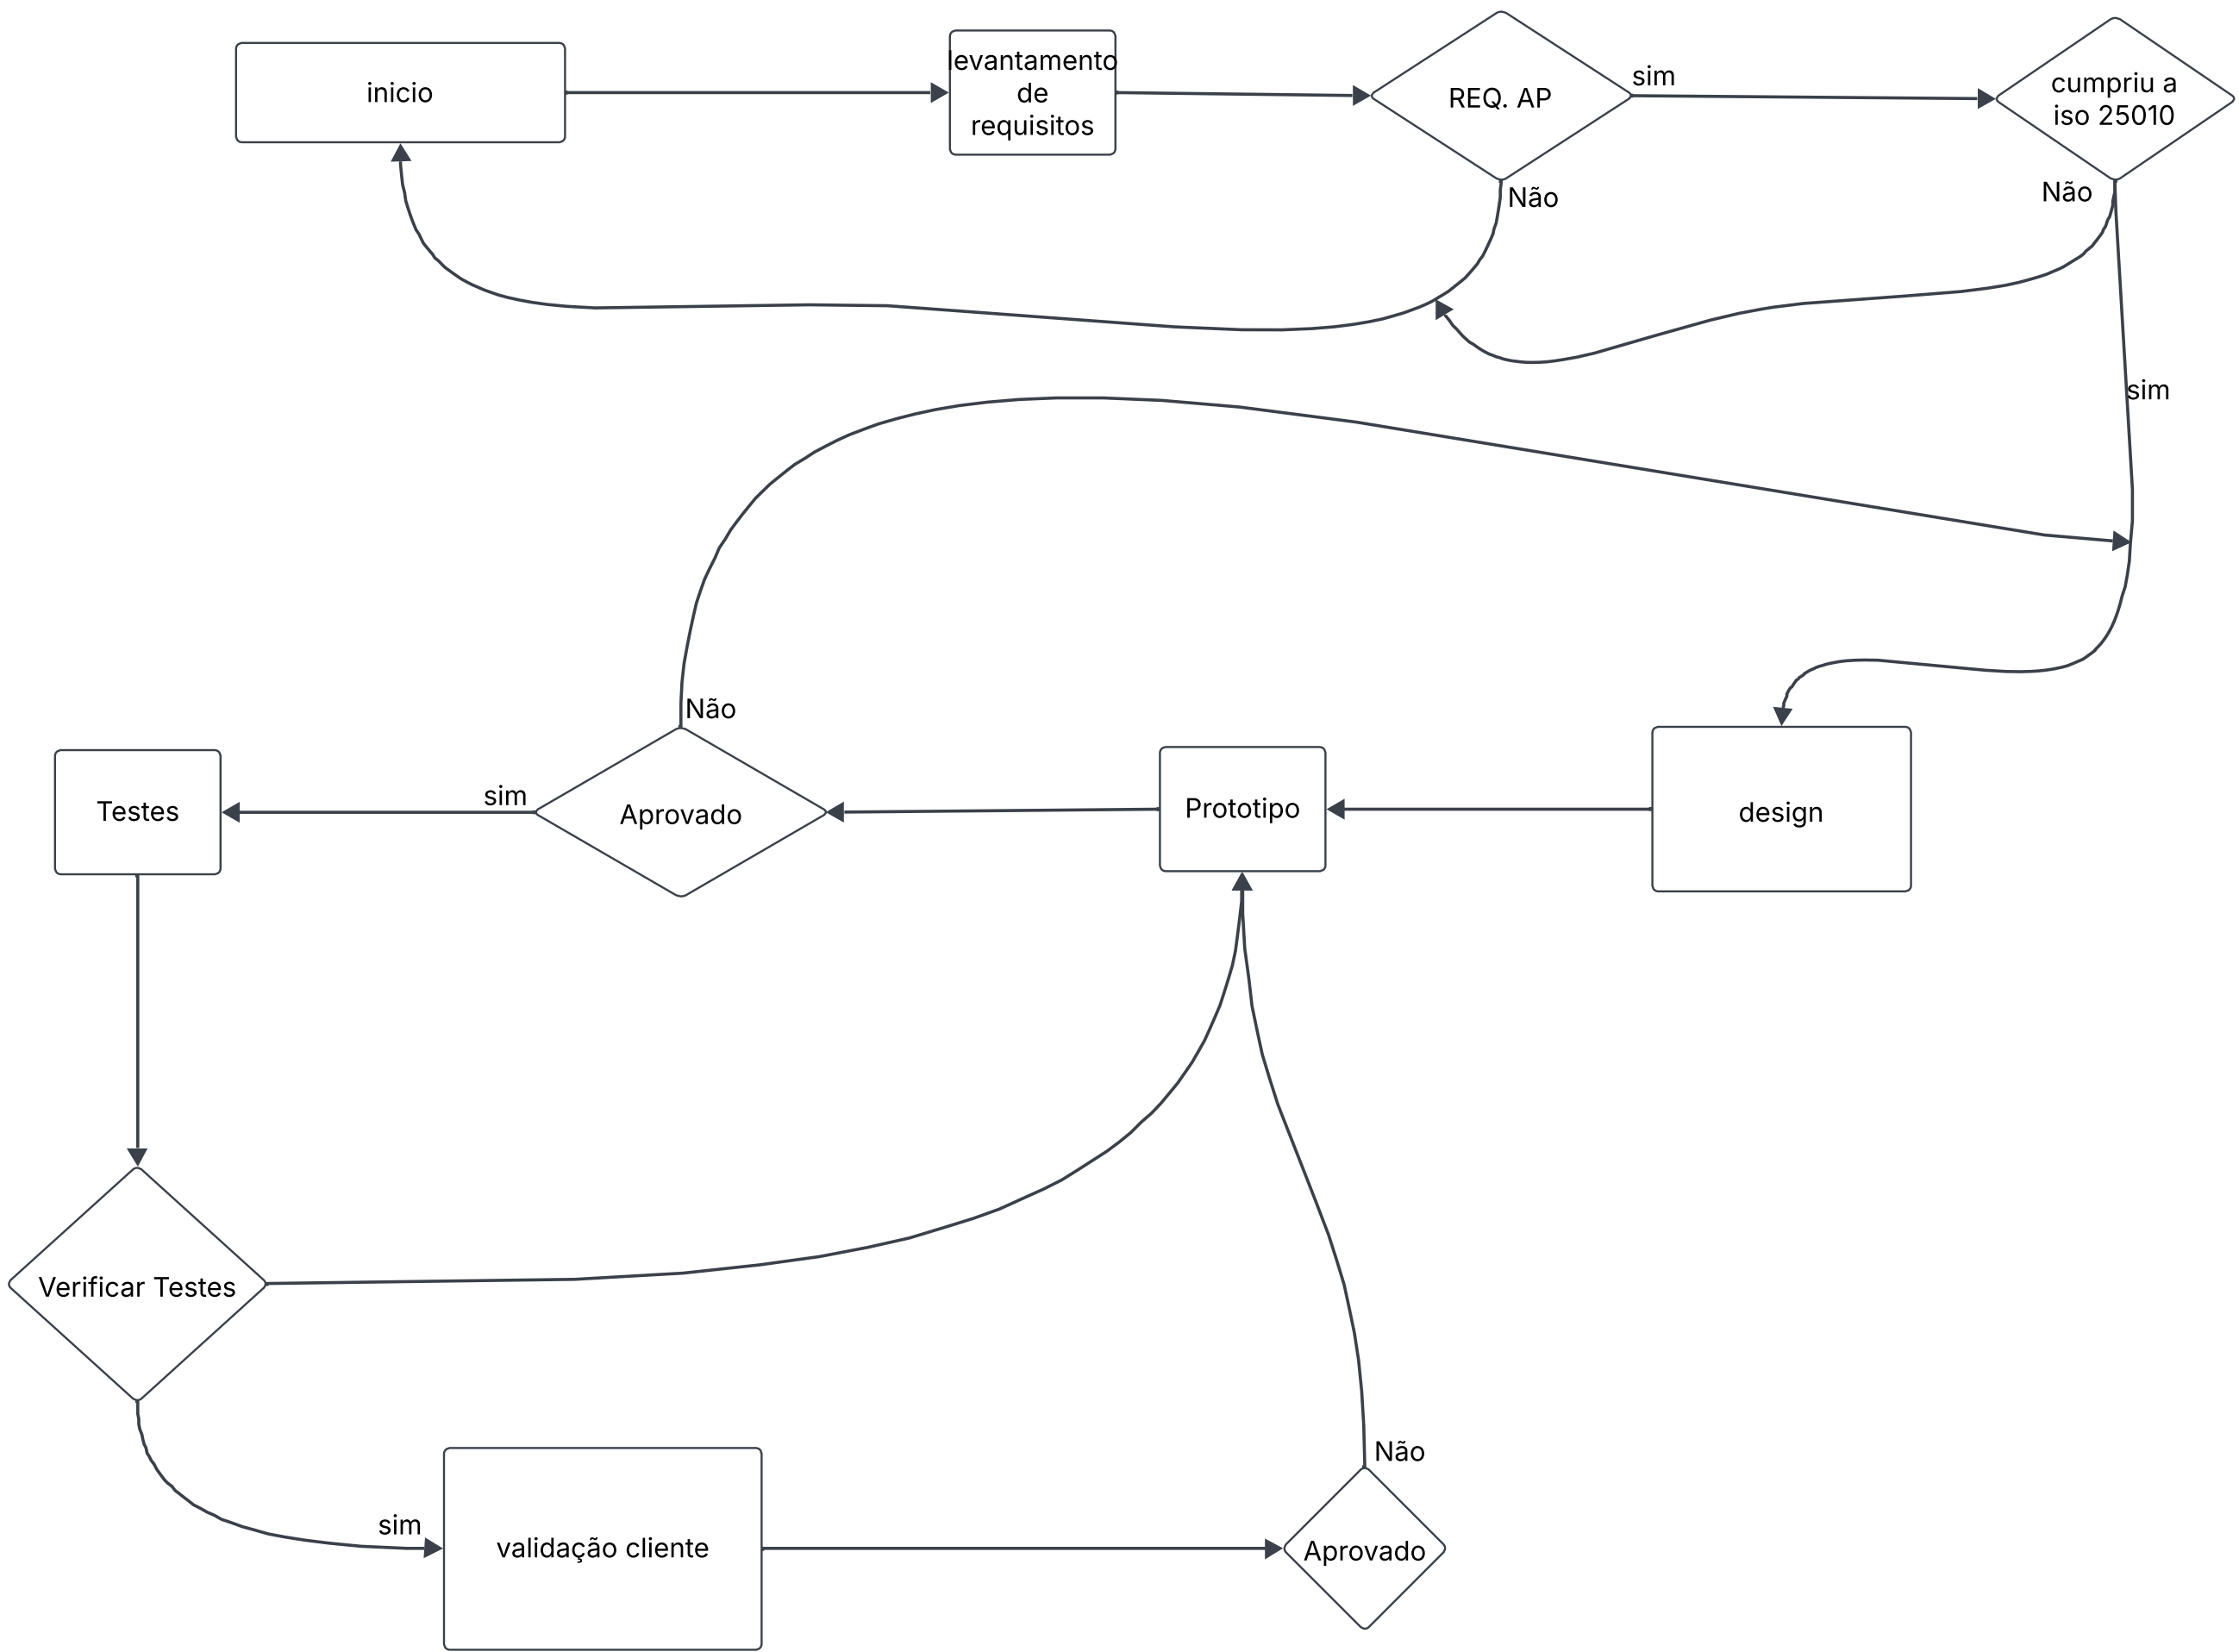 inicio
levantamento
de
requisitos
REQ. AP
sim
cumpriu a
iso 25010
Não
Não
sim
Não
Testes
sim
Aprovado
Prototipo
design
Verificar Testes
sim
validação cliente
Não
Aprovado